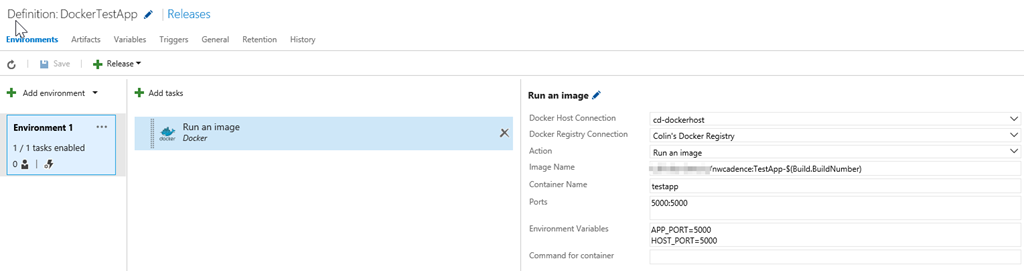 Definition: DockerTestApp | Releases
Environments Artifacts Variables Triggers General Retention History
Save Release
Add environment
Add tasks
Environment 1 ...
1 / 1 tasks enabled
0
Run an image
Docker
docker
Run an image
Docker Host Connection cd-dockerhost
Docker Registry Connection Colin's Docker Registry
Action Run an image
Image Name /nwcadence:TestApp-$(Build.BuildNumber)
Container Name testapp
Ports 5000:5000
Environment Variables APP_PORT=5000
HOST_PORT=5000
Command for container